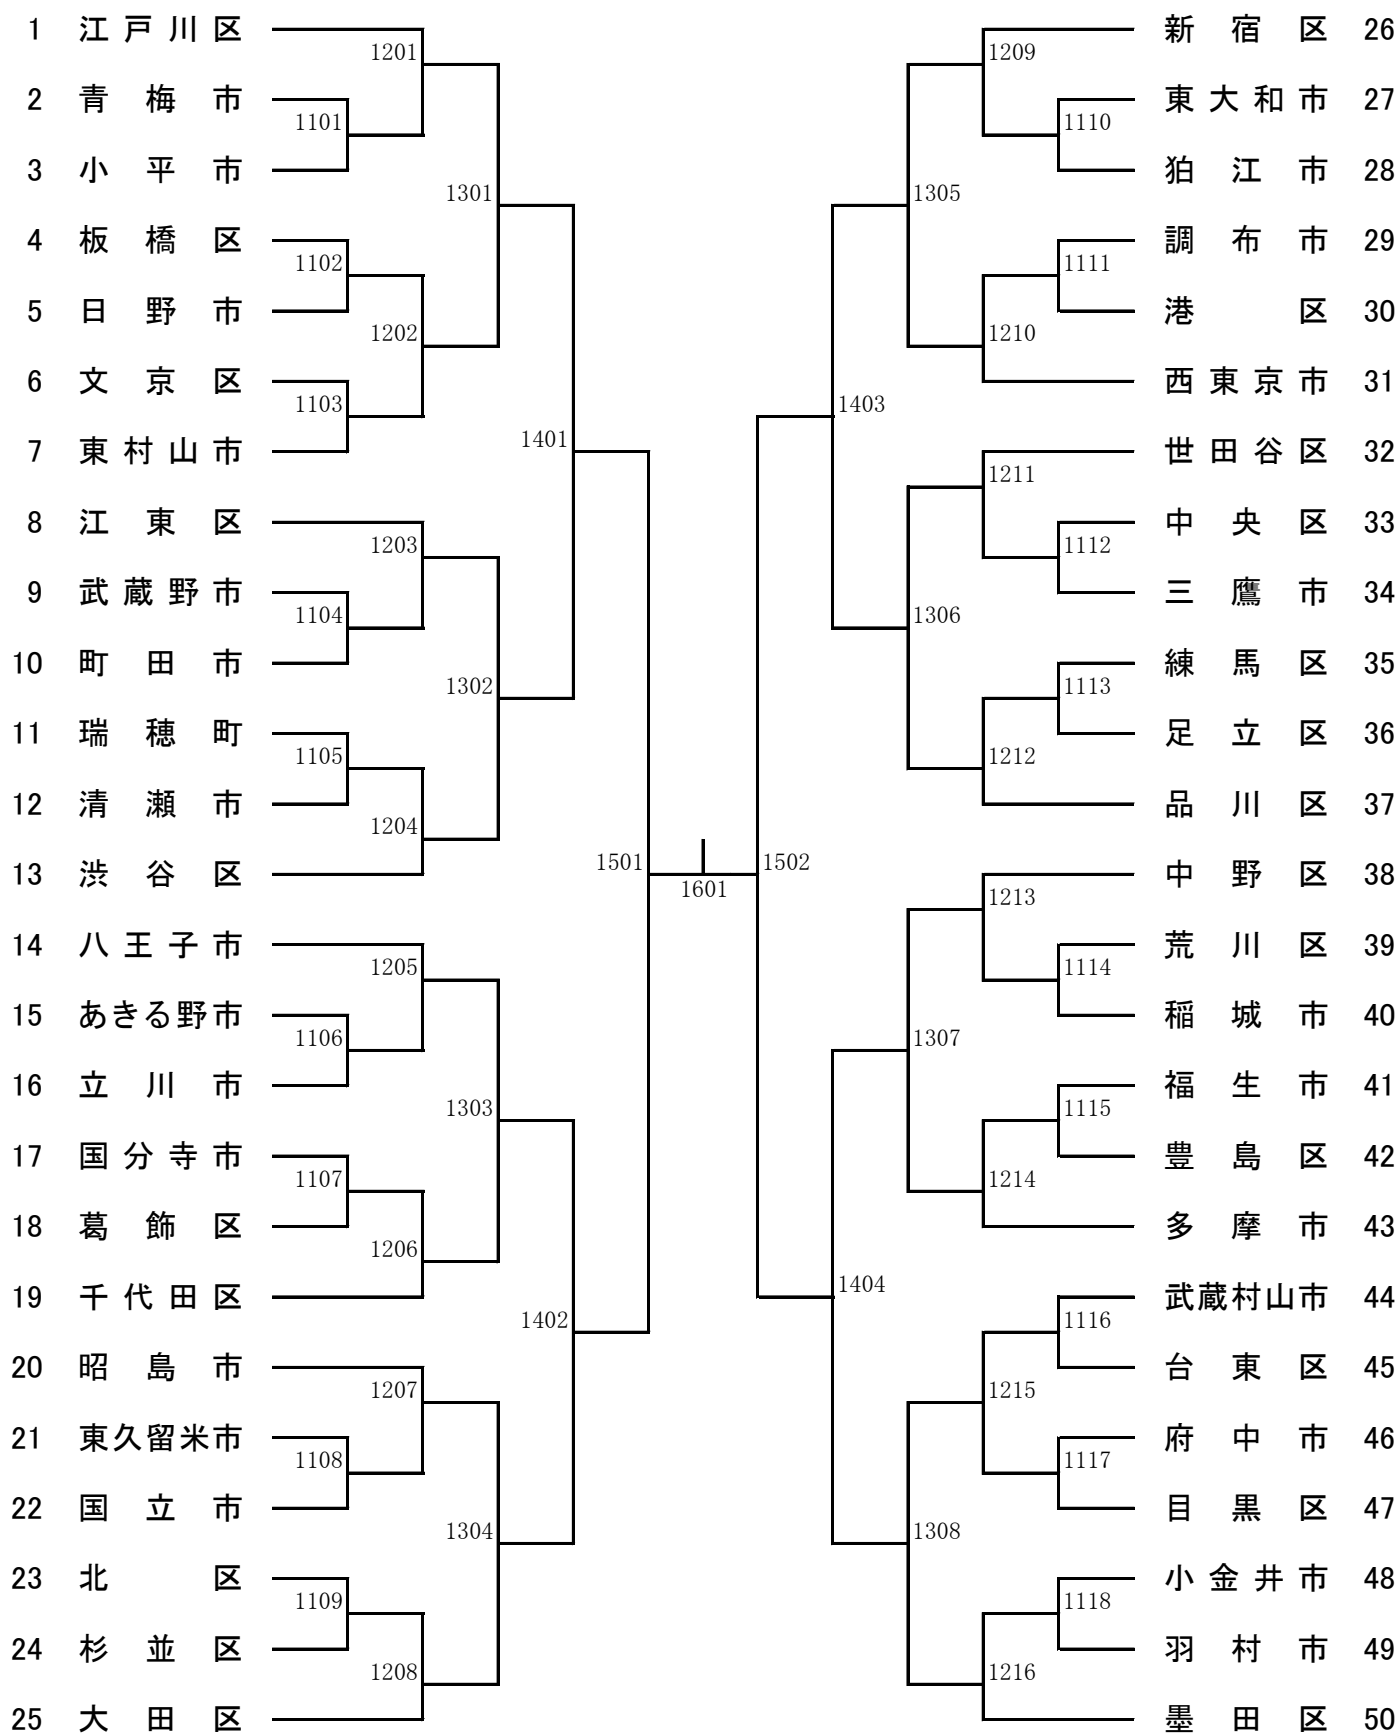 1 江戸川区
1201
2 青梅市
1101
3 小平市
1301
4 板橋区
1102
5 日野市
1202
6 文京区
1103
7 東村山市
1401
8 江東区
1203
9 武蔵野市
1104
10 町田市
1302
11 瑞穂町
1105
12 清瀬市
1204
13 渋谷区
1501
14 八王子市
1205
15 あきる野市
1106
16 立川市
1303
17 国分寺市
1107
18 葛飾区
1206
19 千代田区
1402
20 昭島市
1207
21 東久留米市
1108
22 国立市
1304
23 北区
1109
24 杉並区
1208
25 大田区
1601
新宿区 26
1209
東大和市 27
1110
狛江市 28
1305
調布市 29
1111
港区 30
1210
西東京市 31
1403
世田谷区 32
1211
中央区 33
1112
三鷹市 34
1306
練馬区 35
1113
足立区 36
1212
品川区 37
1502
中野区 38
1213
荒川区 39
1114
稲城市 40
1307
福生市 41
1115
豊島区 42
1214
多摩市 43
1404
武蔵村山市 44
1116
台東区 45
1215
府中市 46
1117
目黒区 47
1308
小金井市 48
1118
羽村市 49
1216
墨田区 50